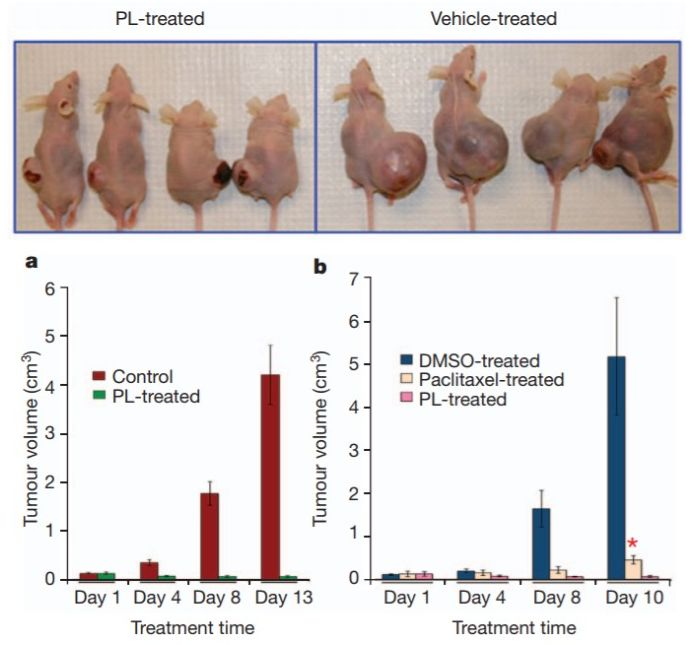 PL-treated
Vehicle-treated
a
6
5
4
3
2
1
0
Tumour volume (cm³)
Control
PL-treated
Day 1 Day 4 Day 8 Day 13
Treatment time
b
7
6
5
4
3
2
1
0
Tumour volume (cm³)
DMSO-treated
Paclitaxel-treated
PL-treated
*
Day 1 Day 4 Day 8 Day 10
Treatment time